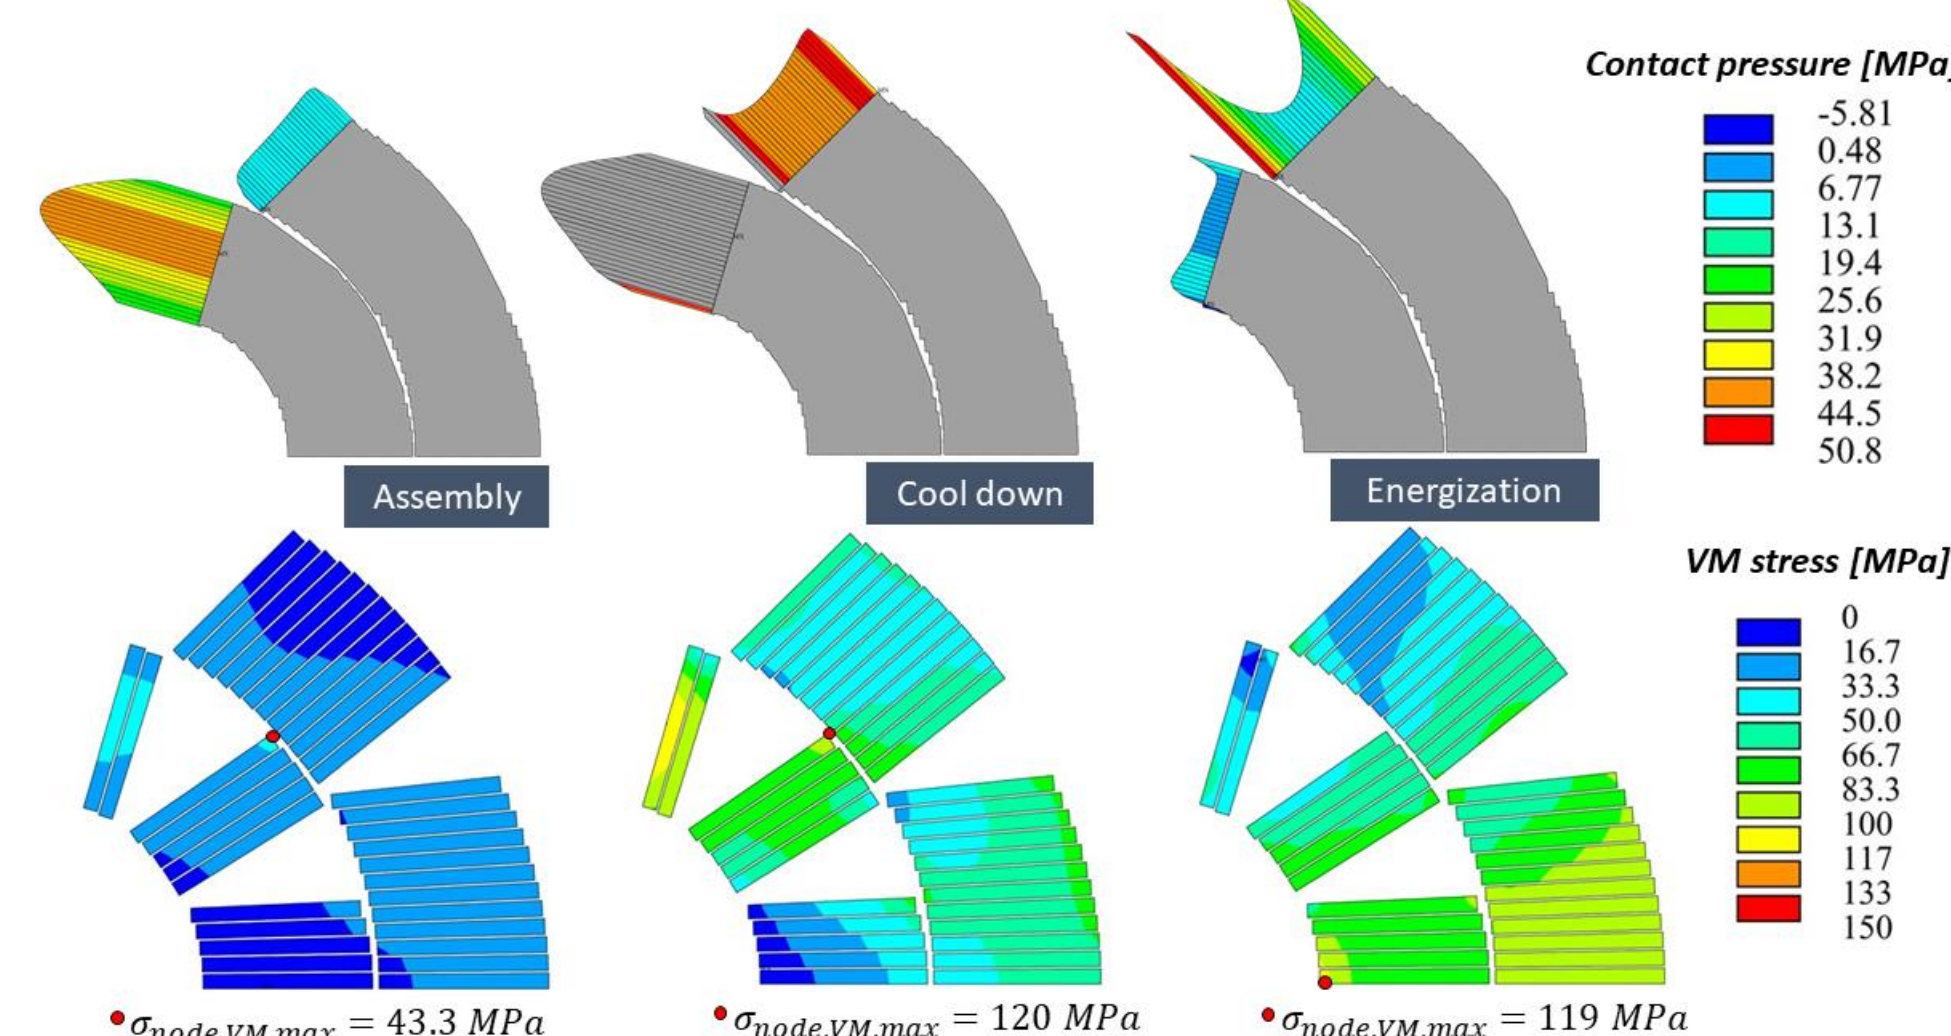 Contact pressure [MPa]
-5.81
0.48
6.77
13.1
19.4
25.6
31.9
38.2
44.5
50.8
Assembly
Cool down
Energization
VM stress [MPa]
0
16.7
33.3
50.0
66.7
83.3
100
117
133
150
σnode,VM,max = 43.3 MPa
σnode,VM,max = 120 MPa
σnode,VM,max = 119 MPa